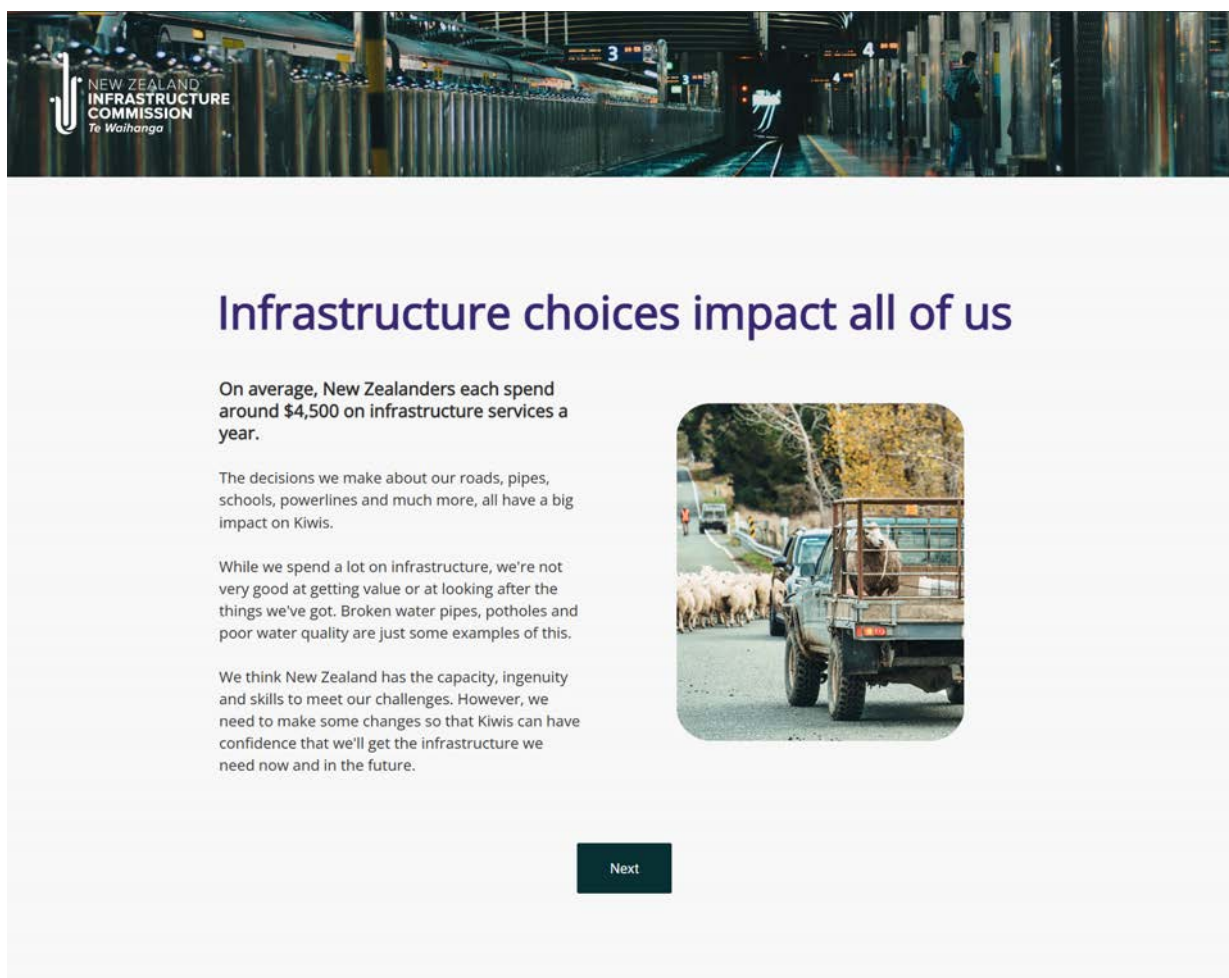 NEW ZEALAND
INFRASTRUCTURE
COMMISSION
Te Waihanga
3
4
3
4
Infrastructure choices impact all of us
On average, New Zealanders each spend
around $4,500 on infrastructure services a
year.
The decisions we make about our roads, pipes,
schools, powerlines and much more, all have a big
impact on Kiwis.
While we spend a lot on infrastructure, we're not
very good at getting value or at looking after the
things we've got. Broken water pipes, potholes and
poor water quality are just some examples of this.
We think New Zealand has the capacity, ingenuity
and skills to meet our challenges. However, we
need to make some changes so that Kiwis can have
confidence that we'll get the infrastructure we
need now and in the future.
Next